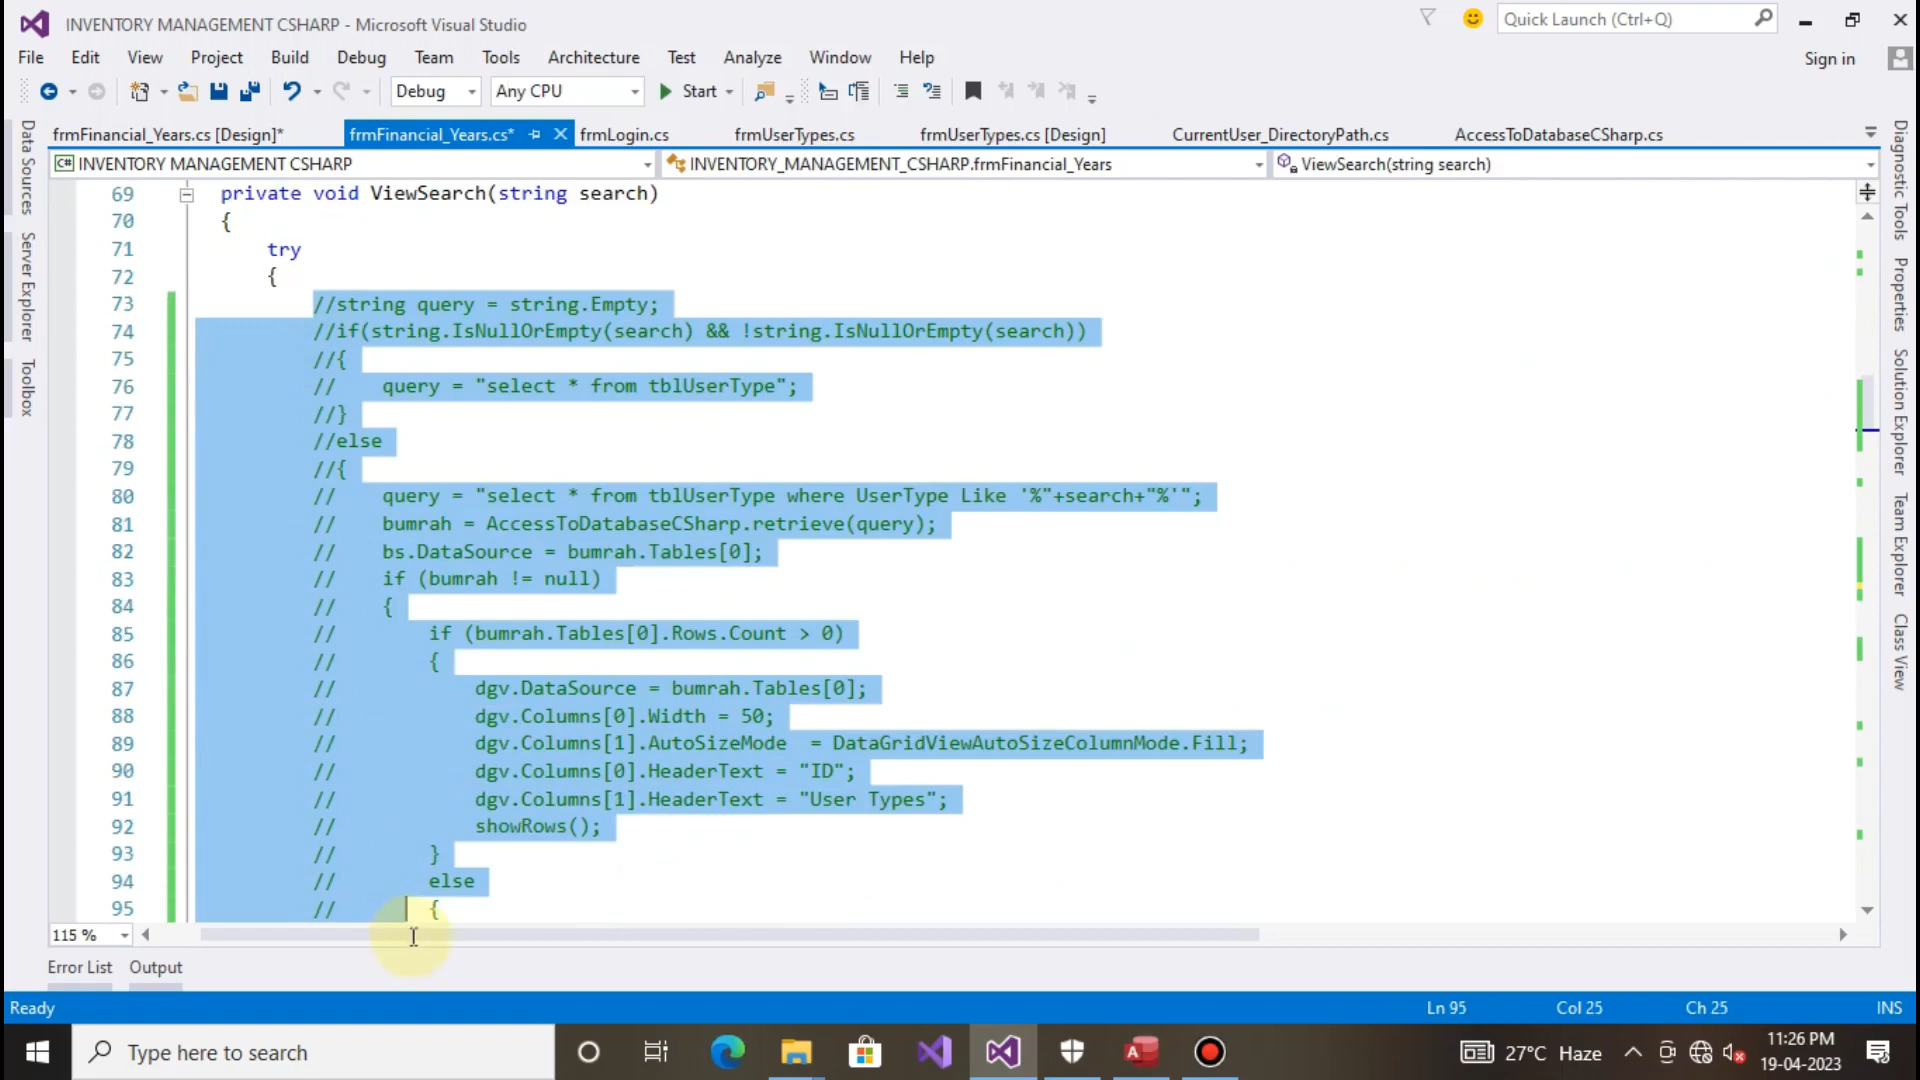 INVENTORY MANAGEMENT CSHARP - Microsoft Visual Studio
Quick Launch (Ctrl+Q)
File Edit View Project Build Debug Team Tools Architecture Test Analyze Window Help
Sign in
Debug Any CPU Start
frmFinancial_Years.cs [Design]* frmFinancial_Years.cs* frmLogin.cs frmUserTypes.cs frmUserTypes.cs [Design] CurrentUser_DirectoryPath.cs AccessToDatabaseCSharp.cs
C# INVENTORY MANAGEMENT CSHARP INVENTORY_MANAGEMENT_CSHARP.frmFinancial_Years ViewSearch(string search)
Data Sources
Server Explorer
Toolbox
69 private void ViewSearch(string search)
70 {
71 try
72 {
73 //string query = string.Empty;
74 //if(string.IsNullOrEmpty(search) && !string.IsNullOrEmpty(search))
75 //{
76 // query = "select * from tblUserType";
77 //}
78 //else
79 //{
80 // query = "select * from tblUserType where UserType Like '%"+search+"%'";
81 // bumrah = AccessToDatabaseCSharp.retrieve(query);
82 // bs.DataSource = bumrah.Tables[0];
83 // if (bumrah != null)
84 // {
85 // if (bumrah.Tables[0].Rows.Count > 0)
86 // {
87 // dgv.DataSource = bumrah.Tables[0];
88 // dgv.Columns[0].Width = 50;
89 // dgv.Columns[1].AutoSizeMode = DataGridViewAutoSizeColumnMode.Fill;
90 // dgv.Columns[0].HeaderText = "ID";
91 // dgv.Columns[1].HeaderText = "User Types";
92 // showRows();
93 // }
94 // else
95 // {
Diagnostic Tools
Properties
Solution Explorer
Team Explorer
Class View
115 %
Error List Output
Ready Ln 95 Col 25 Ch 25 INS
Type here to search
27°C Haze
11:26 PM
19-04-2023